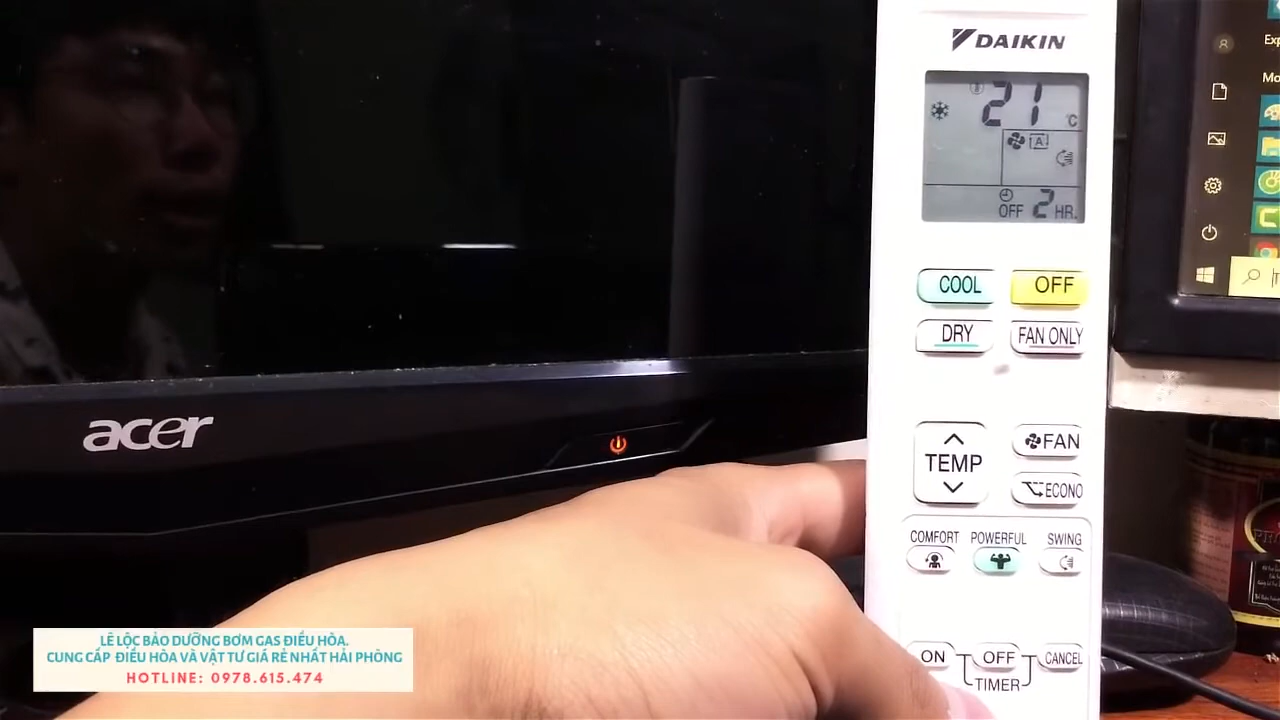 DAIKIN
21 °C
A
OFF 2 HR.
COOL OFF
DRY FAN ONLY
TEMP FAN
ECONO
COMFORT POWERFUL SWING
ON OFF CANCEL
TIMER
acer
Exp
Mo
LÊ LỘC BẢO DƯỠNG BƠM GAS ĐIỀU HÒA.
CUNG CẤP ĐIỀU HÒA VÀ VẬT TƯ GIÁ RẺ NHẤT HẢI PHÒNG
HOTLINE: 0978.615.474